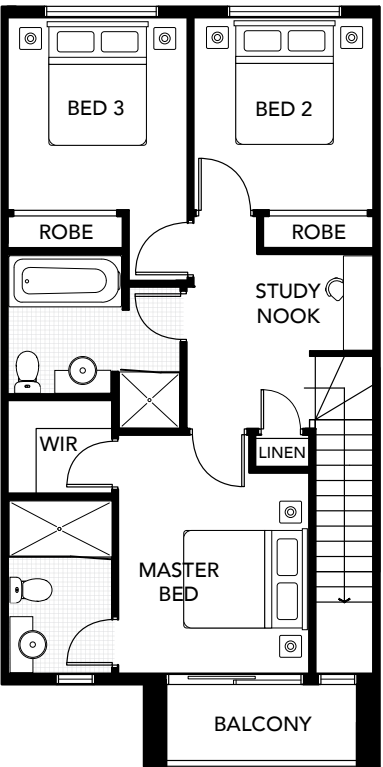 BED 3
BED 2
ROBE
ROBE
STUDY
NOOK
WIR
LINEN
MASTER
BED
BALCONY